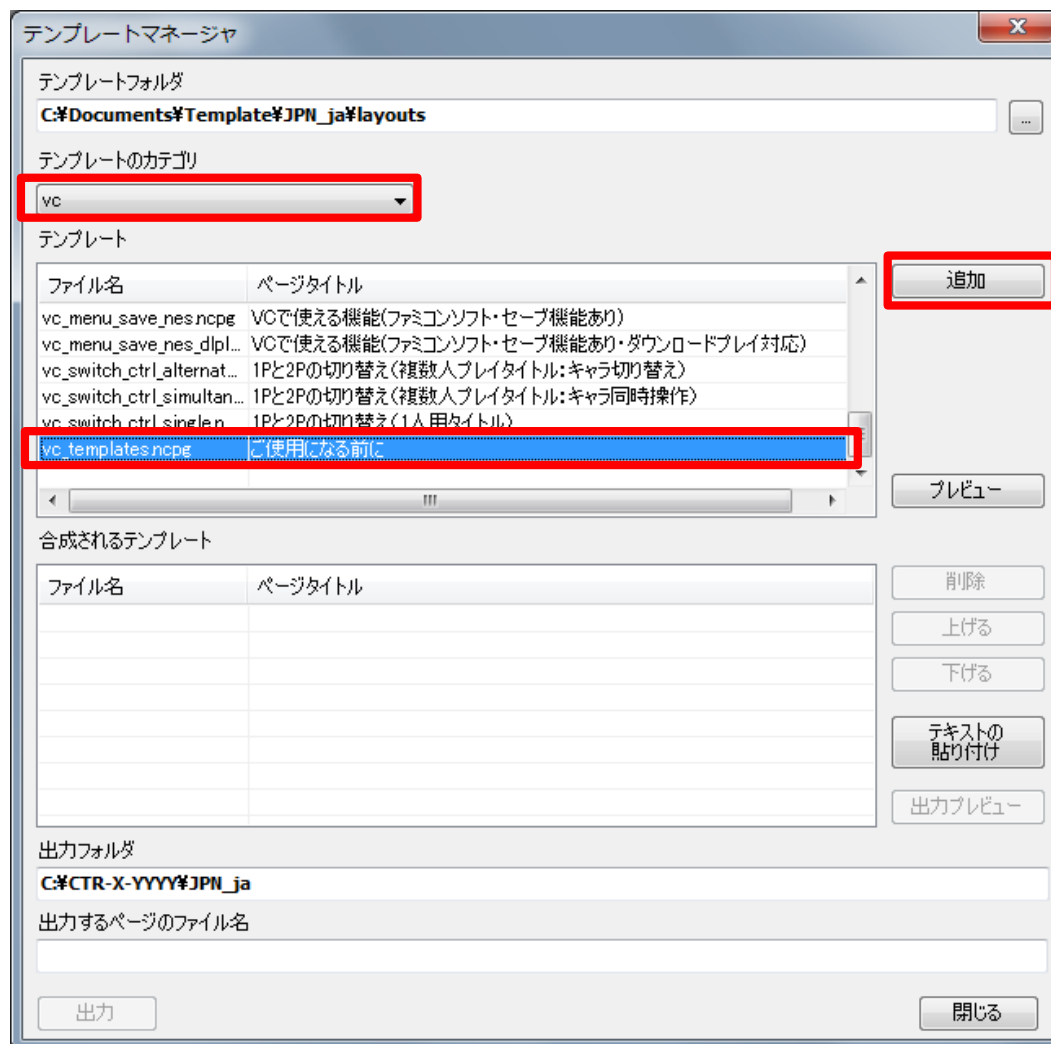 テンプレートマネージャ
テンプレートフォルダ
C:¥Documents¥Template¥JPN_ja¥layouts
...
テンプレートのカテゴリ
vc
テンプレート
ファイル名 ページタイトル
追加
vc_menu_save_nes.ncpg VCで使える機能(ファミコンソフト・セーブ機能あり)
vc_menu_save_nes_dlpl... VCで使える機能(ファミコンソフト・セーブ機能あり・ダウンロードプレイ対応)
vc_switch_ctrl_alternat... 1Pと2Pの切り替え(複数人プレイタイトル:キャラ切り替え)
vc_switch_ctrl_simultan... 1Pと2Pの切り替え(複数人プレイタイトル:キャラ同時操作)
vc_switch_ctrl_single.n... 1Pと2Pの切り替え(1人用タイトル)
vc_templates.ncpg ご使用になる前に
プレビュー
合成されるテンプレート
ファイル名 ページタイトル
削除
上げる
下げる
テキストの
貼り付け
出力プレビュー
出力フォルダ
C:¥CTR-X-YYYY¥JPN_ja
出力するページのファイル名
出力 閉じる